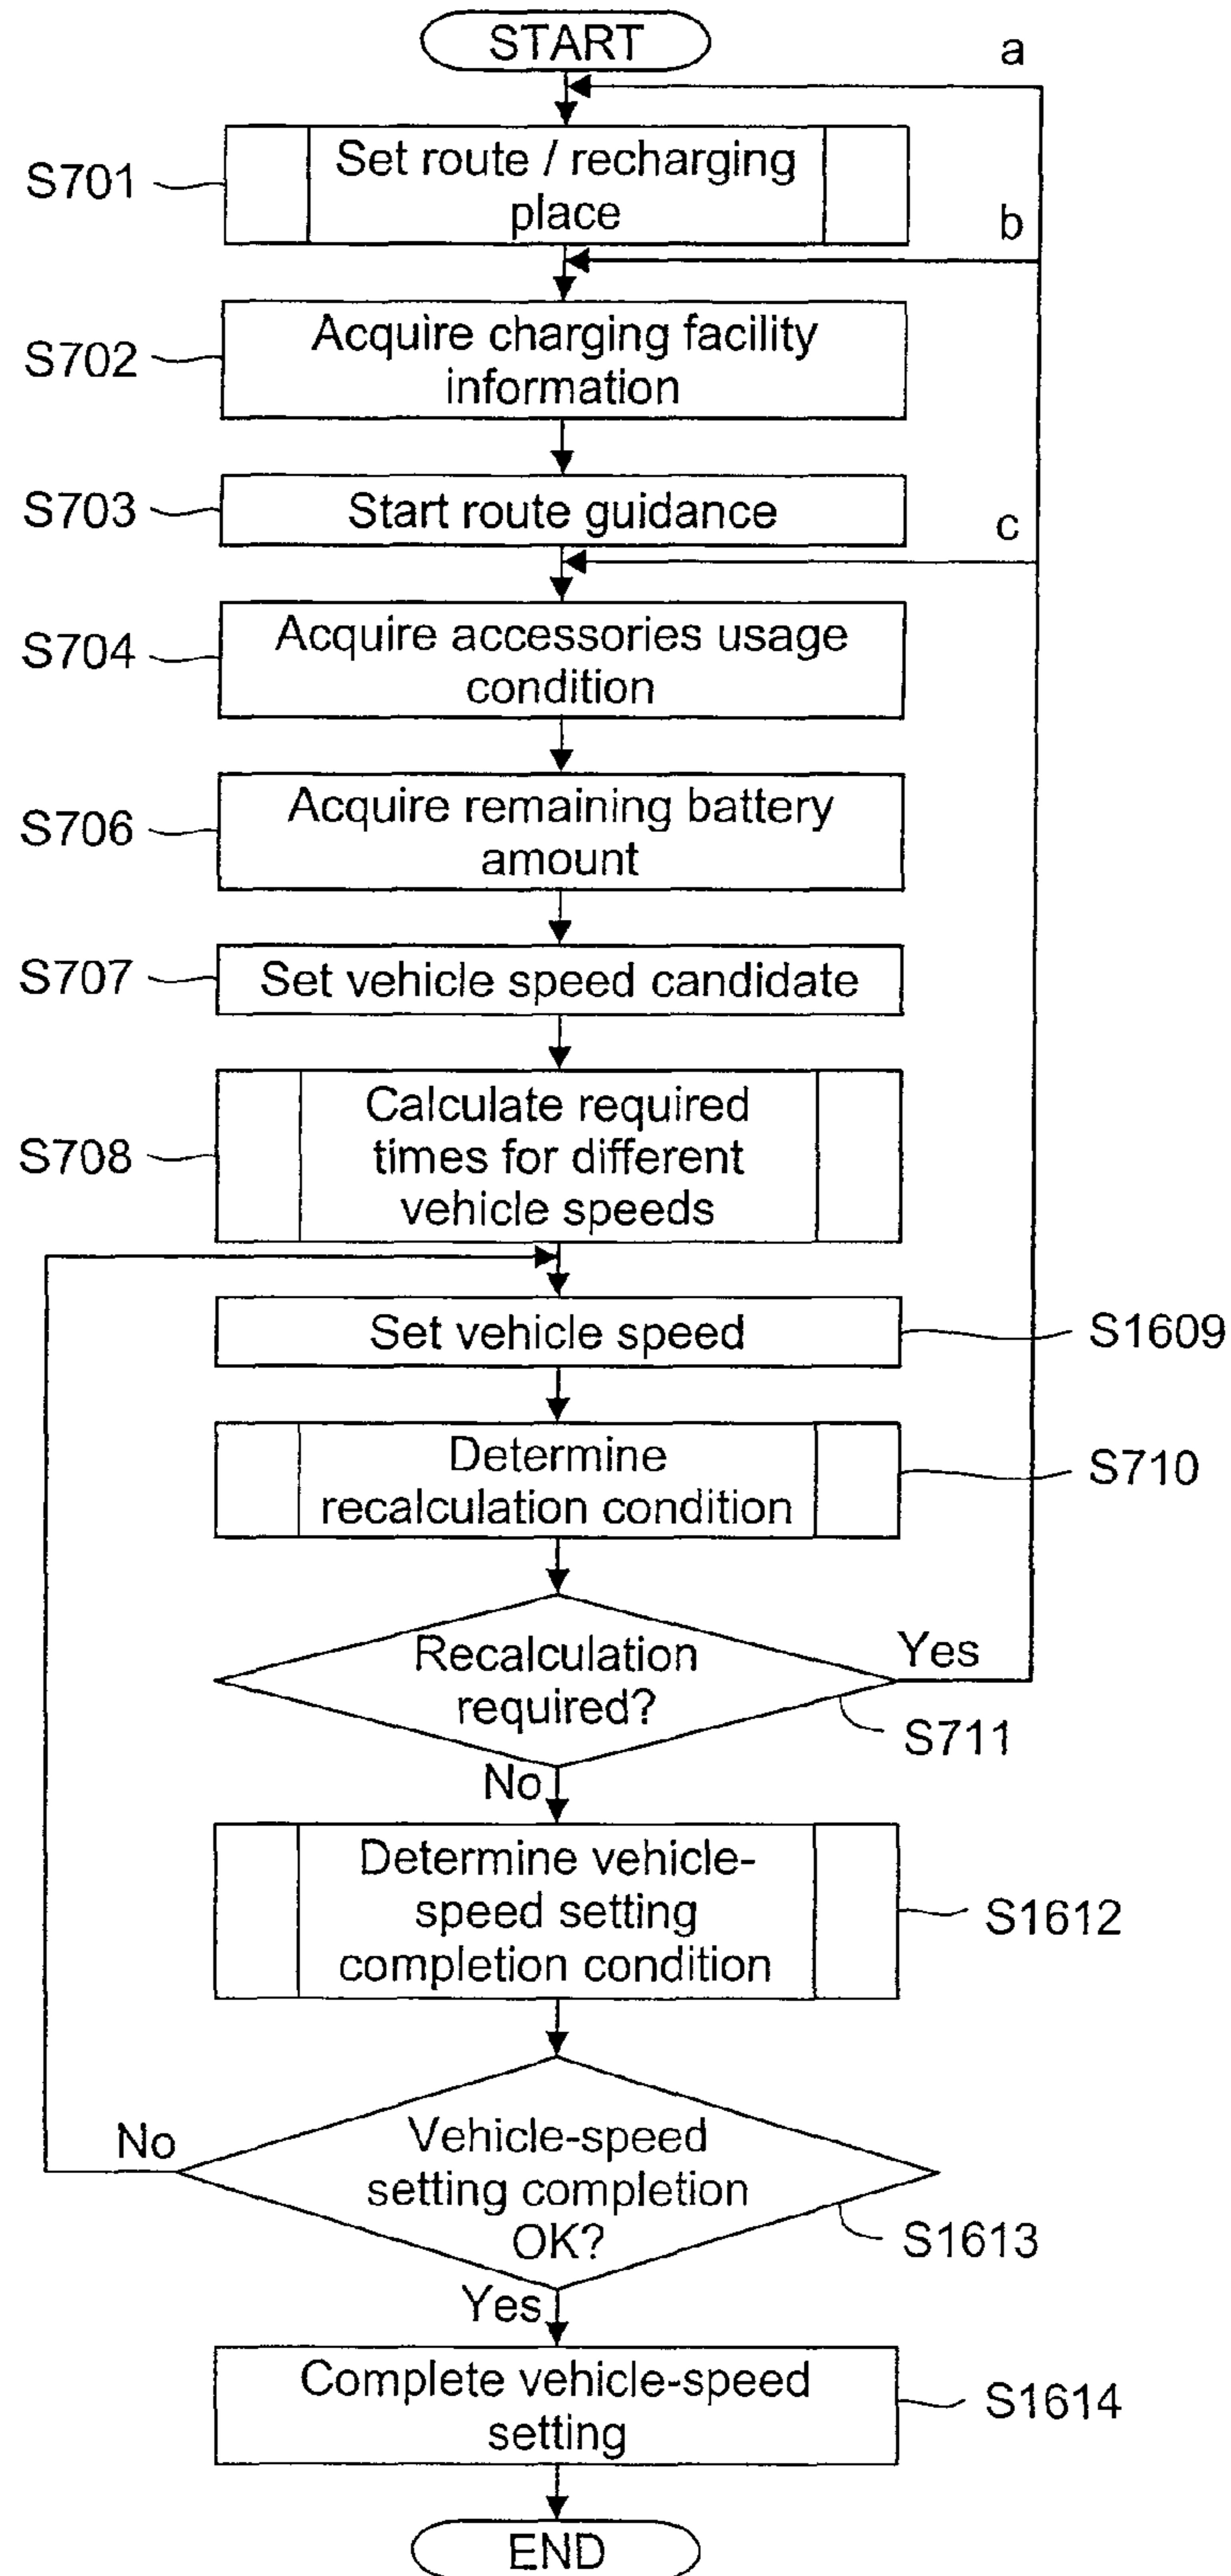 START
a
S701
Set route / recharging
place
b
S702
Acquire charging facility
information
S703
Start route guidance
c
S704
Acquire accessories usage
condition
S706
Acquire remaining battery
amount
S707
Set vehicle speed candidate
S708
Calculate required
times for different
vehicle speeds
Set vehicle speed
S1609
Determine
recalculation condition
S710
Recalculation
required?
Yes
S711
No
Determine vehicle-
speed setting
completion condition
S1612
No
Vehicle-speed
setting completion
OK?
S1613
Yes
Complete vehicle-speed
setting
S1614
END